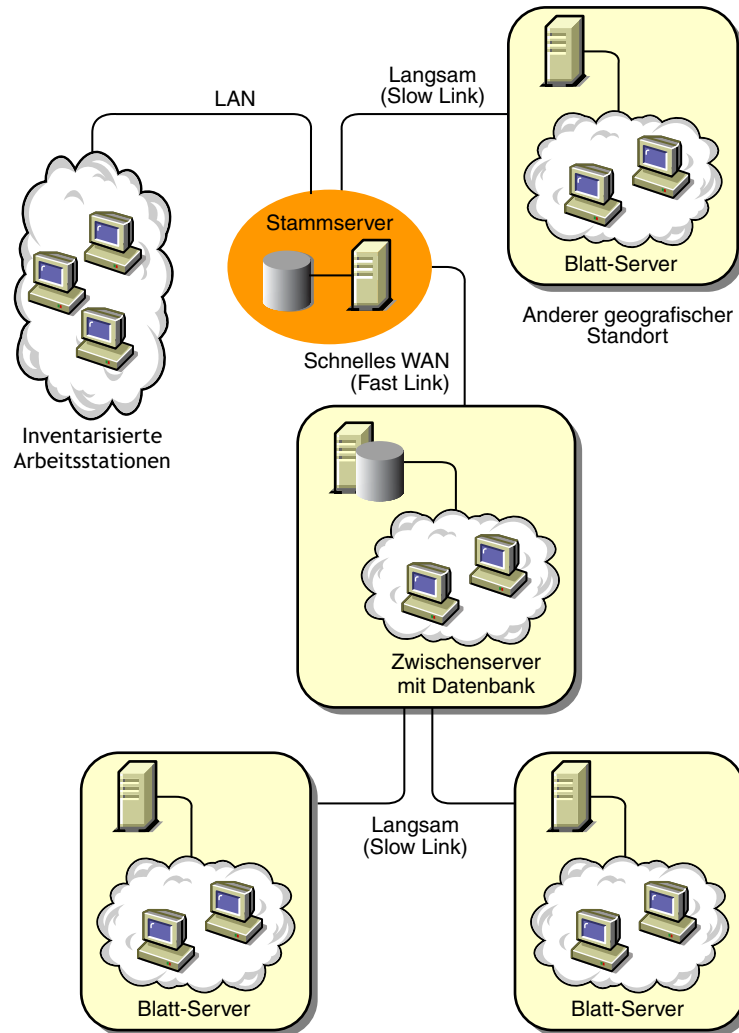 Langsam
(Slow Link)
LAN
Stammserver
Blatt-Server
Anderer geografischer
Standort
Schnelles WAN
(Fast Link)
Inventarisierte
Arbeitsstationen
Zwischenserver
mit Datenbank
Langsam
(Slow Link)
Blatt-Server
Blatt-Server